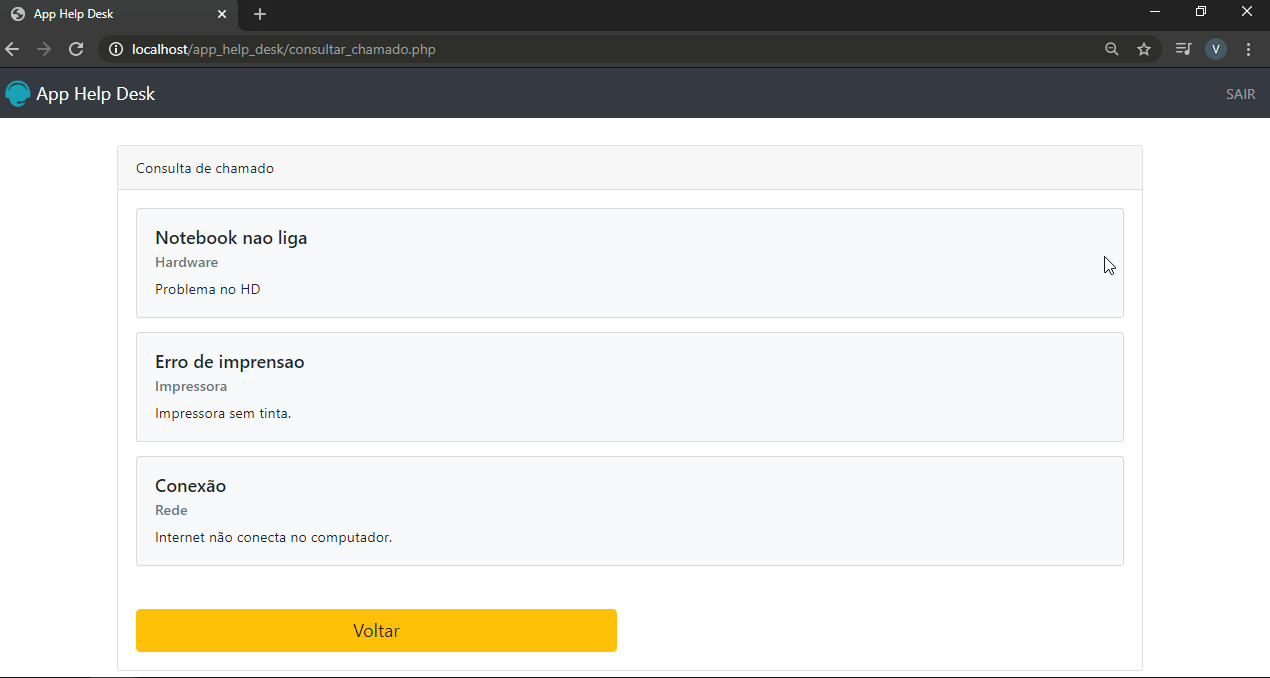 App Help Desk
localhost/app_help_desk/consultar_chamado.php
V
App Help Desk
SAIR
Consulta de chamado
Notebook nao liga
Hardware
Problema no HD
Erro de imprensao
Impressora
Impressora sem tinta.
Conexão
Rede
Internet não conecta no computador.
Voltar